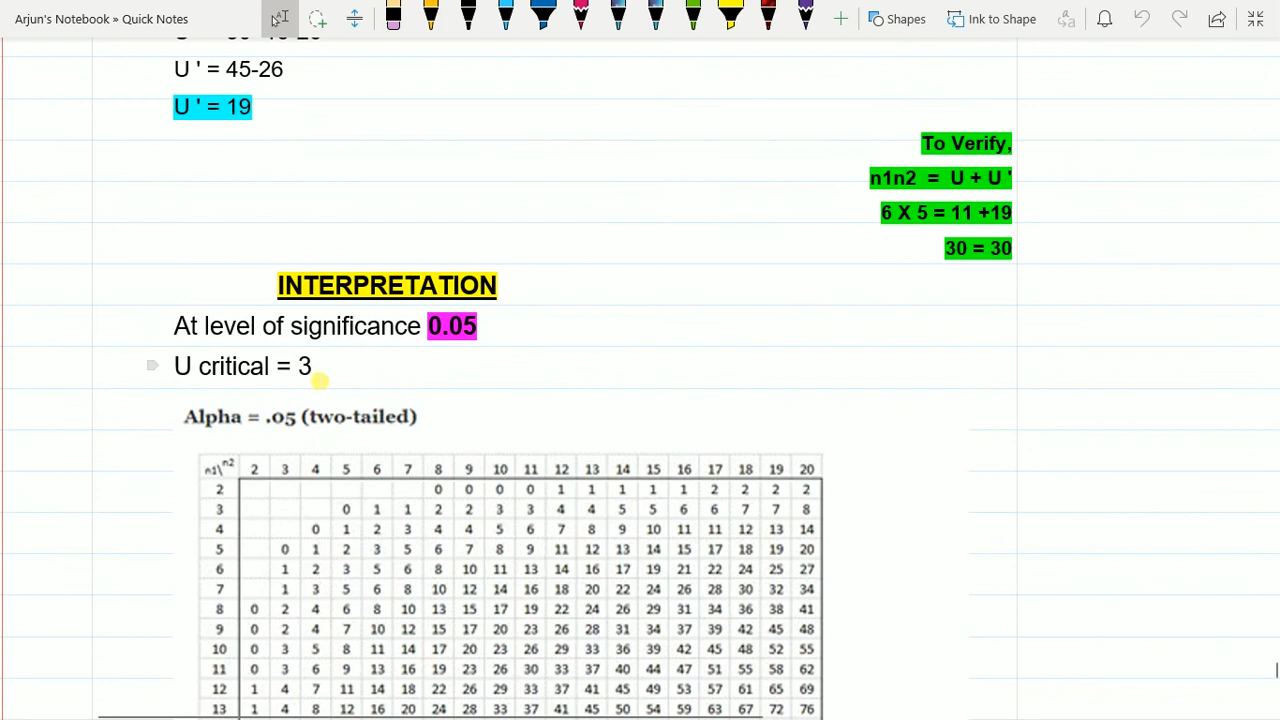 Arjun's Notebook » Quick Notes
Shapes
Ink to Shape
U ' = 45-26
U ' = 19
To Verify,
n1n2 = U + U '
6 X 5 = 11 +19
30 = 30
INTERPRETATION
At level of significance 0.05
U critical = 3
Alpha = .05 (two-tailed)
n1\n2 2 3 4 5 6 7 8 9 10 11 12 13 14 15 16 17 18 19 20
2 0 0 0 0 1 1 1 1 1 2 2 2 2
3 0 1 1 2 2 3 3 4 4 5 5 6 6 7 7 8
4 0 1 2 3 4 4 5 6 7 8 9 10 11 11 12 13 14
5 0 1 2 3 5 6 7 8 9 11 12 13 14 15 17 18 19 20
6 1 2 3 5 6 8 10 11 13 14 16 17 19 21 22 24 25 27
7 1 3 5 6 8 10 12 14 16 18 20 22 24 26 28 30 32 34
8 0 2 4 6 8 10 13 15 17 19 22 24 26 29 31 34 36 38 41
9 0 2 4 7 10 12 15 17 20 23 26 28 31 34 37 39 42 45 48
10 0 3 5 8 11 14 17 20 23 26 29 33 36 39 42 45 48 52 55
11 0 3 6 9 13 16 19 23 26 30 33 37 40 44 47 51 55 58 62
12 1 4 7 11 14 18 22 26 29 33 37 41 45 49 53 57 61 65 69
13 1 4 8 12 16 20 24 28 33 37 41 45 50 54 59 63 67 72 76